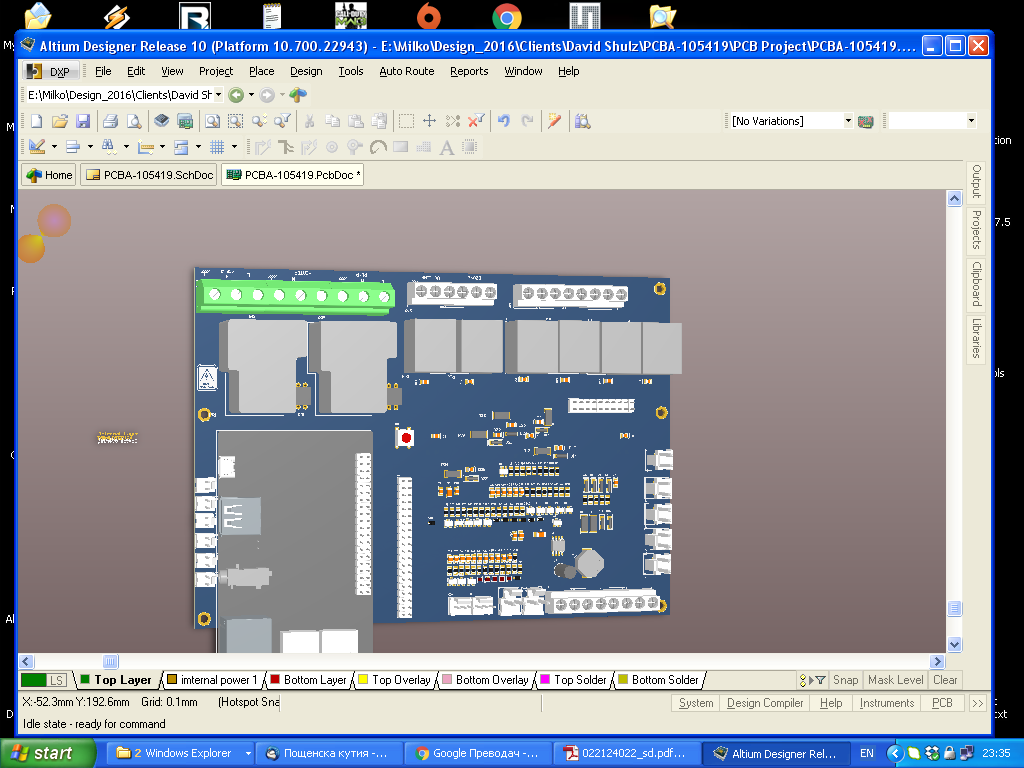 Altium Designer Release 10 (Platform 10.700.22943) - E:\Milko\Design_2016\Clients\David Shulz\PCBA-105419\PCB Project\PCBA-105419....
DXP File Edit View Project Place Design Tools Auto Route Reports Window Help
E:\Milko\Design_2016\Clients\David Sh
[No Variations]
Home PCBA-105419.SchDoc PCBA-105419.PcbDoc *
Output
Projects
Clipboard
Libraries
7.5
LS Top Layer imternal power 1 Bottom Layer Top Overlay Bottom Overlay Top Solder Bottom Solder Snap Mask Level Clear
X:-52.3mm Y:192.6mm Grid: 0.1mm (Hotspot Sna
System Design Compiler Help Instruments PCB >>
Idle state - ready for command
start 2 Windows Explorer Пощенска кутия -... Google Преводач -... 022124022_sd.pdf... Altium Designer Rel... EN 23:35